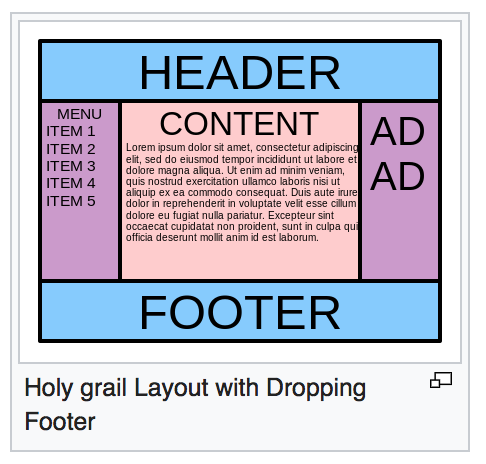 HEADER
MENU
ITEM 1
ITEM 2
ITEM 3
ITEM 4
ITEM 5
CONTENT
Lorem ipsum dolor sit amet, consectetur adipiscing
elit, sed do eiusmod tempor incididunt ut labore et
dolore magna aliqua. Ut enim ad minim veniam,
quis nostrud exercitation ullamco laboris nisi ut
aliquip ex ea commodo consequat. Duis aute irure
dolor in reprehenderit in voluptate velit esse cillum
dolore eu fugiat nulla pariatur. Excepteur sint
occaecat cupidatat non proident, sunt in culpa qui
officia deserunt mollit anim id est laborum.
AD
AD
FOOTER
Holy grail Layout with Dropping
Footer